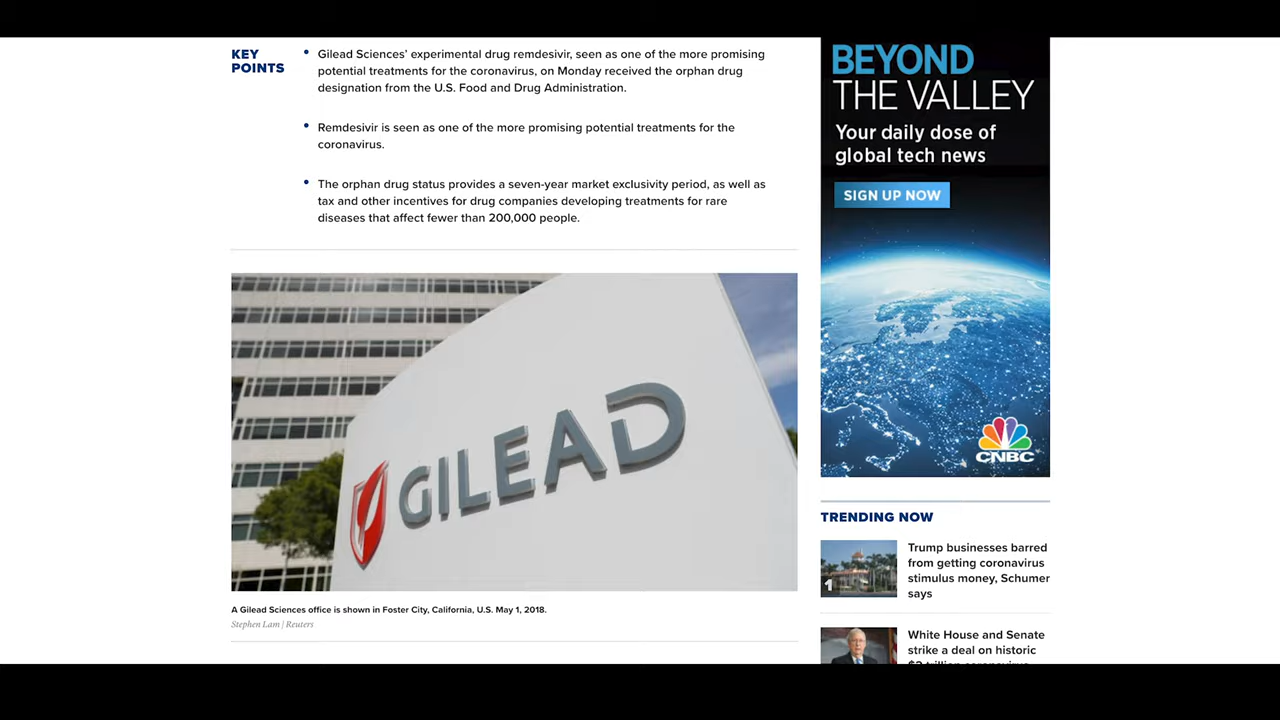 KEY
POINTS
Gilead Sciences' experimental drug remdesivir, seen as one of the more promising
potential treatments for the coronavirus, on Monday received the orphan drug
designation from the U.S. Food and Drug Administration.
Remdesivir is seen as one of the more promising potential treatments for the
coronavirus.
The orphan drug status provides a seven-year market exclusivity period, as well as
tax and other incentives for drug companies developing treatments for rare
diseases that affect fewer than 200,000 people.
GILEAD
A Gilead Sciences office is shown in Foster City, California, U.S. May 1, 2018.
Stephen Lam | Reuters
BEYOND
THE VALLEY
Your daily dose of
global tech news
SIGN UP NOW
CNBC
TRENDING NOW
1
Trump businesses barred
from getting coronavirus
stimulus money, Schumer
says
White House and Senate
strike a deal on historic
$2 trillion coronavirus